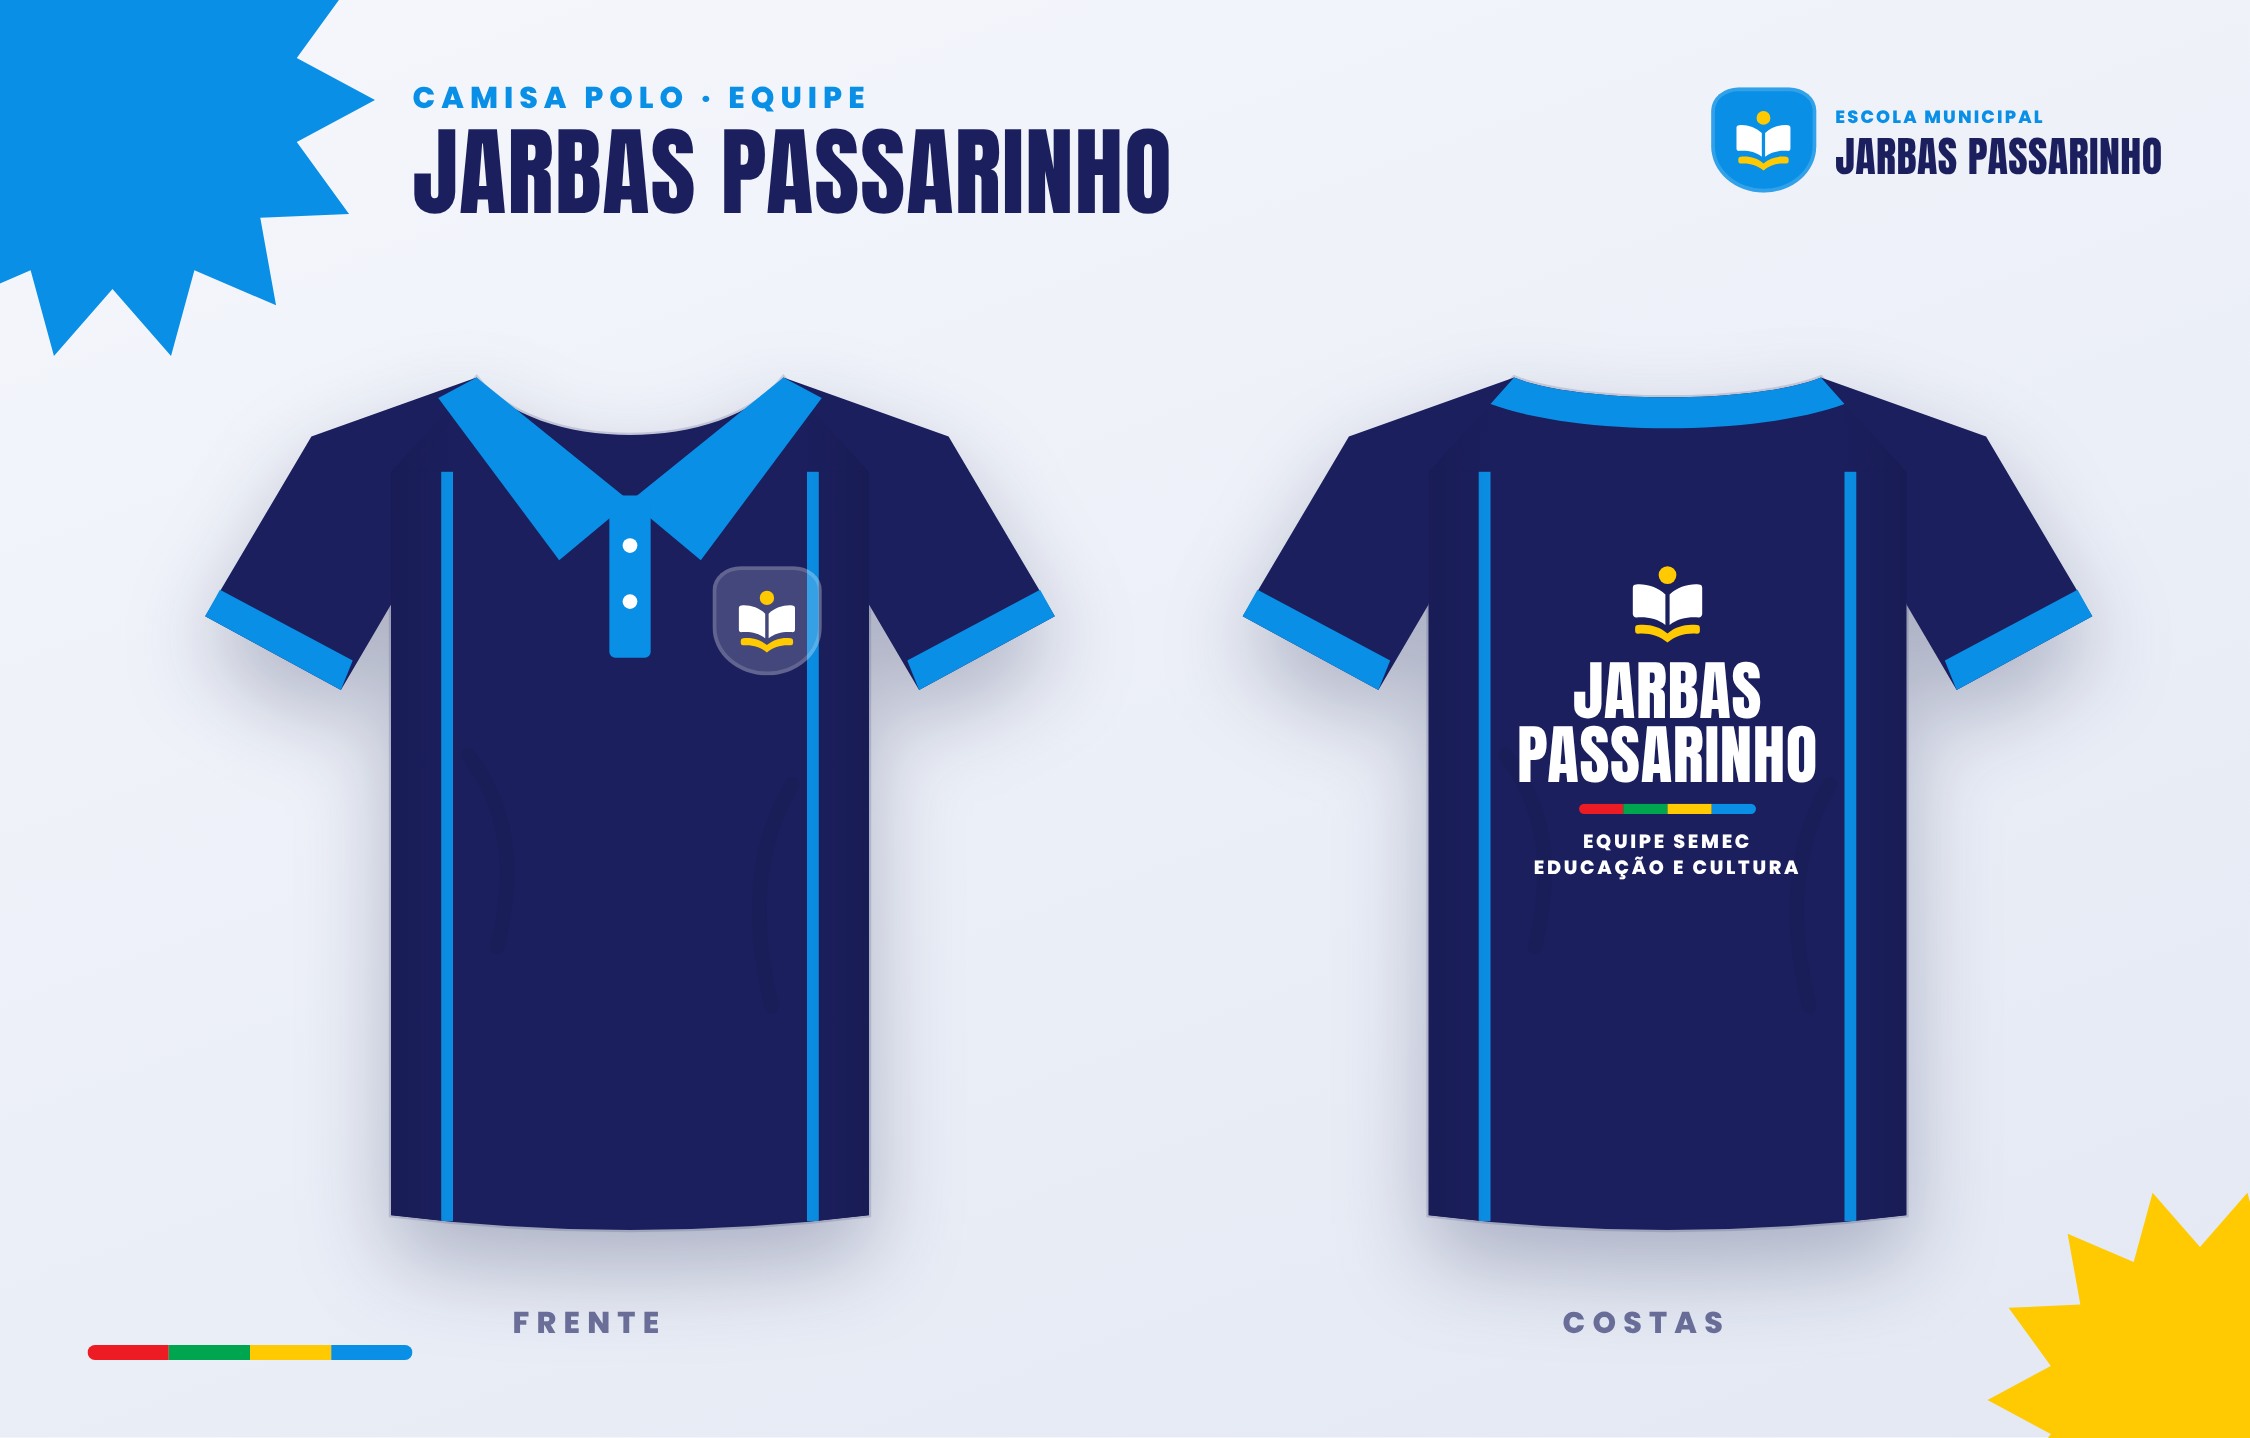 CAMISA POLO · EQUIPE
JARBAS PASSARINHO
ESCOLA MUNICIPAL
JARBAS PASSARINHO
JARBAS
PASSARINHO
EQUIPE SEMEC
EDUCAÇÃO E CULTURA
FRENTE
COSTAS